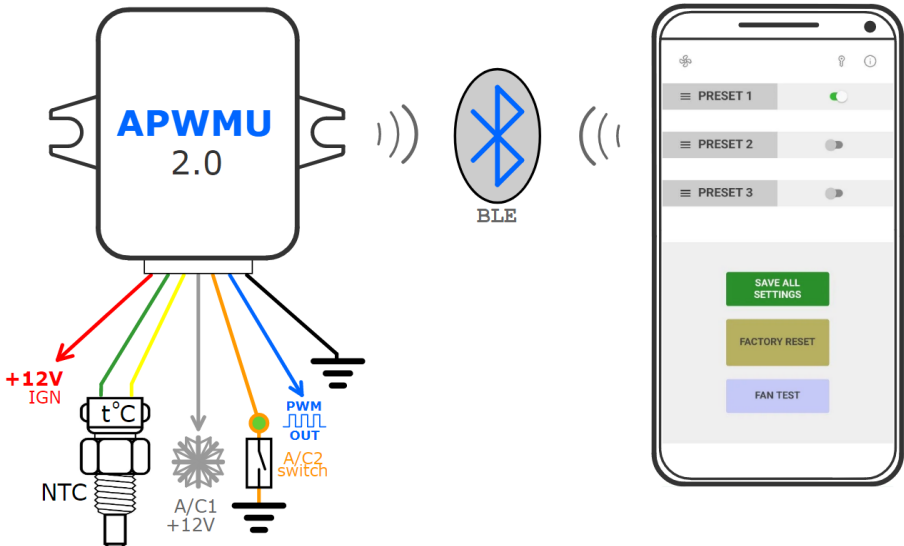 APWMU
2.0
BLE
+12V
IGN
t°C
NTC
A/C1
+12V
PWM
OUT
A/C2
switch
PRESET 1
PRESET 2
PRESET 3
SAVE ALL
SETTINGS
FACTORY RESET
FAN TEST